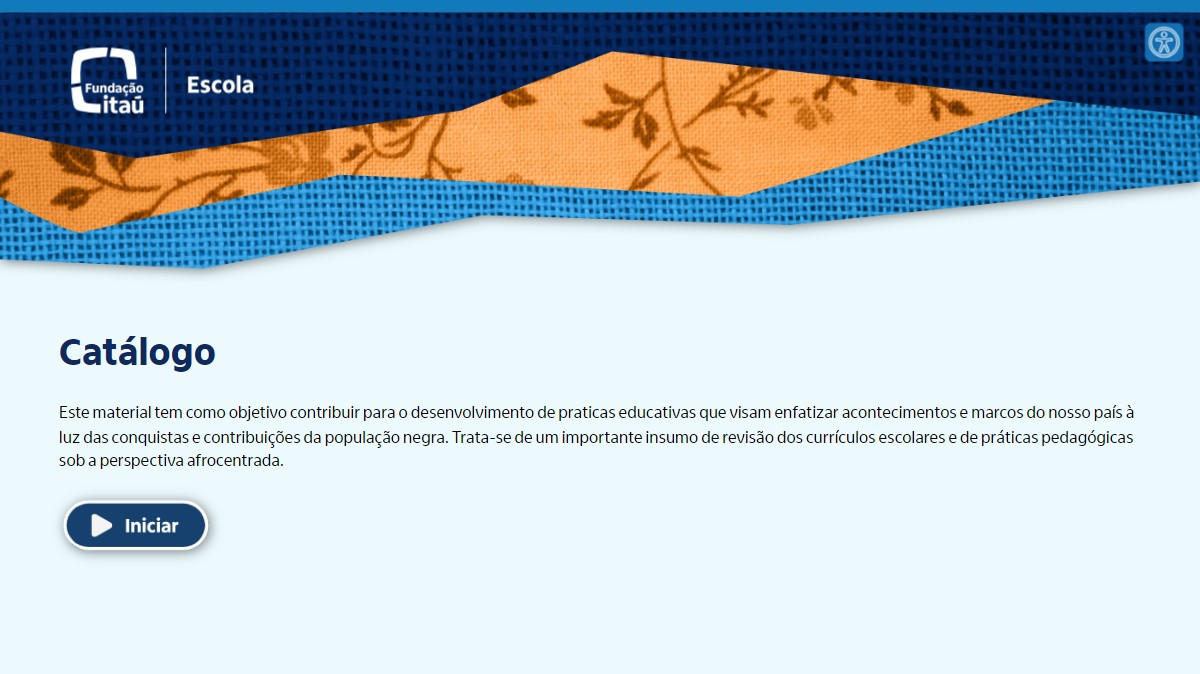 Fundação
itaú
Escola
Catálogo
Este material tem como objetivo contribuir para o desenvolvimento de praticas educativas que visam enfatizar acontecimentos e marcos do nosso país à
luz das conquistas e contribuições da população negra. Trata-se de um importante insumo de revisão dos currículos escolares e de práticas pedagógicas
sob a perspectiva afrocentrada.
Iniciar